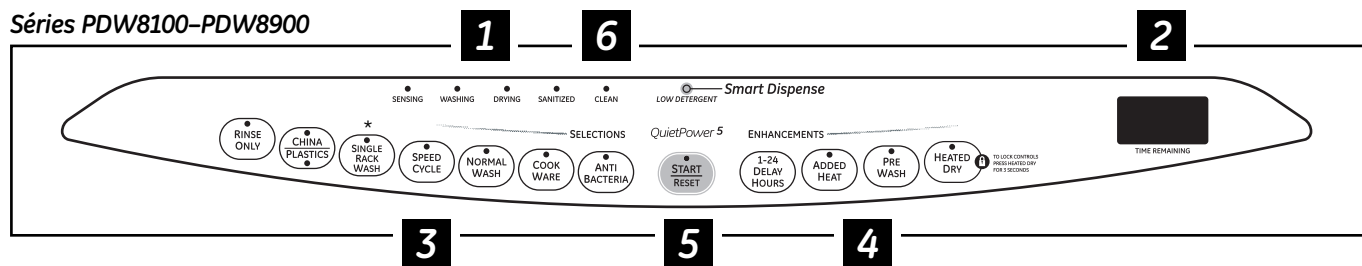 Séries PDW8100–PDW8900
1
6
2
SENSING
WASHING
DRYING
SANITIZED
CLEAN
LOW DETERGENT
Smart Dispense
*
SELECTIONS
QuietPower 5
ENHANCEMENTS
RINSE
ONLY
CHINA
PLASTICS
SINGLE
RACK
WASH
SPEED
CYCLE
NORMAL
WASH
COOK
WARE
ANTI
BACTERIA
START
RESET
1-24
DELAY
HOURS
ADDED
HEAT
PRE
WASH
HEATED
DRY
TO LOCK CONTROLS
PRESS HEATED DRY
FOR 3 SECONDS
TIME REMAINING
3
5
4